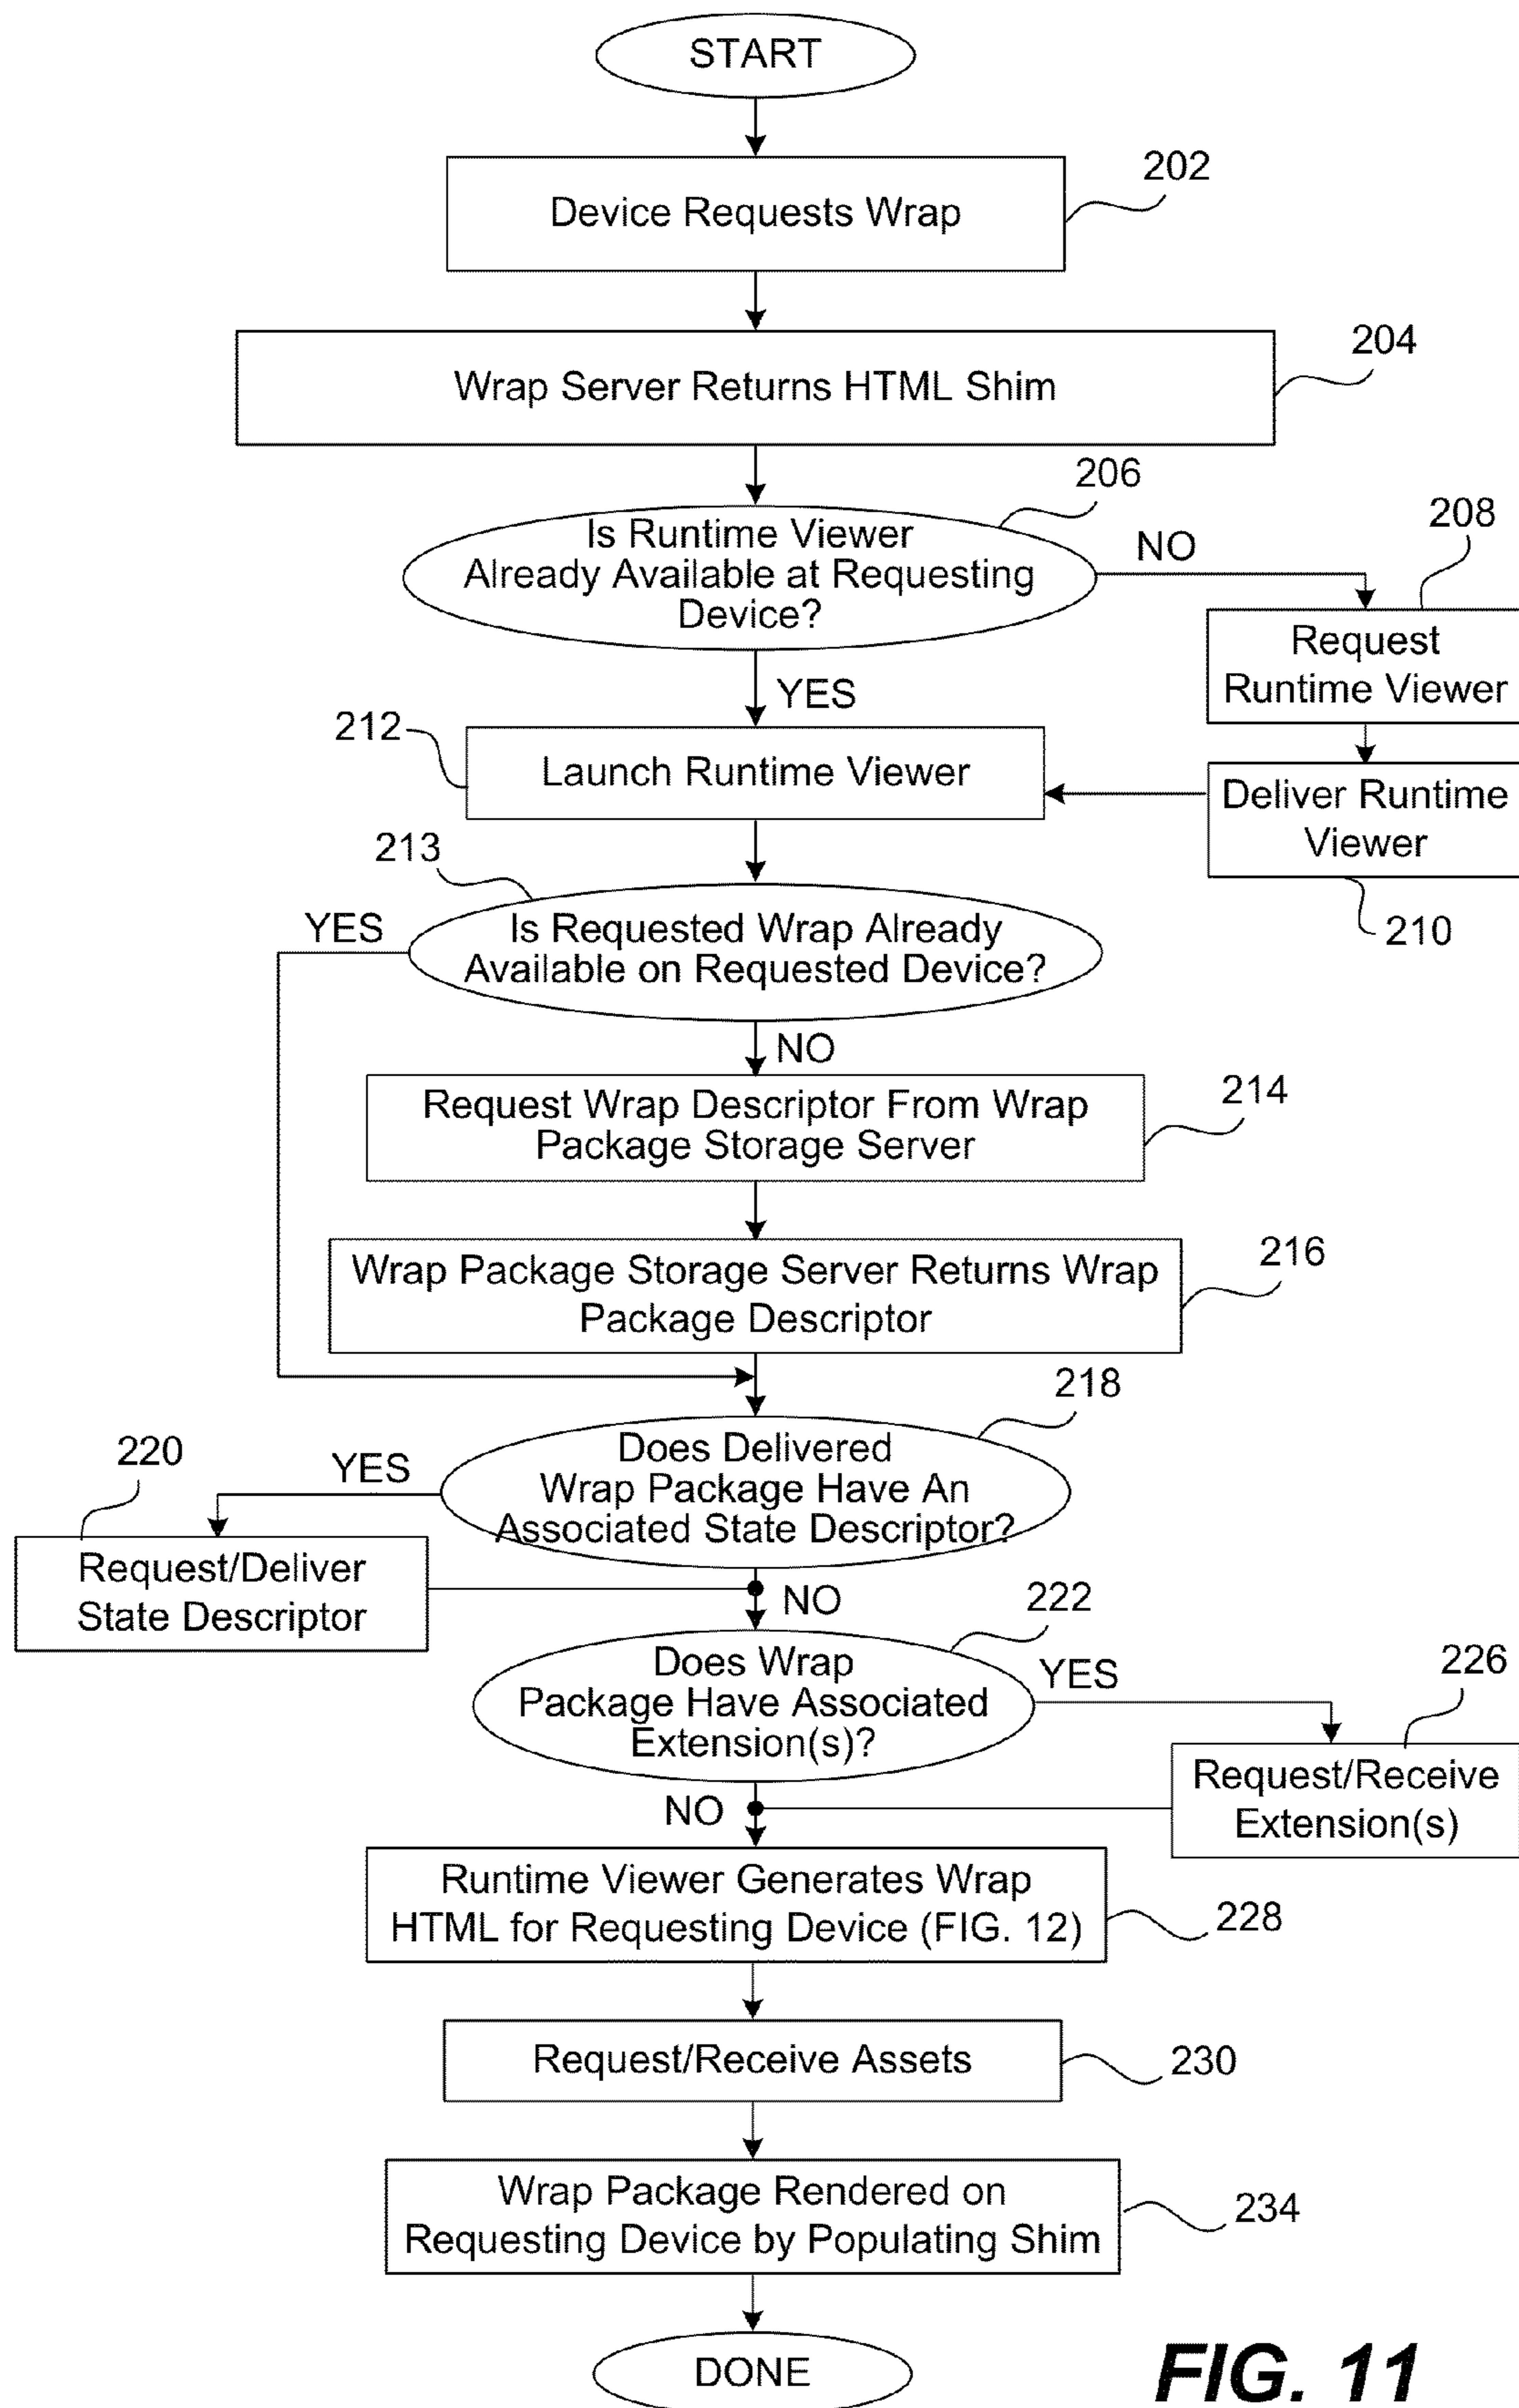 START
202
Device Requests Wrap
204
Wrap Server Returns HTML Shim
206
Is Runtime Viewer
Already Available at Requesting
Device?
NO
208
Request
Runtime Viewer
YES
212
Launch Runtime Viewer
Deliver Runtime
Viewer
210
213
YES
Is Requested Wrap Already
Available on Requested Device?
NO
214
Request Wrap Descriptor From Wrap
Package Storage Server
216
Wrap Package Storage Server Returns Wrap
Package Descriptor
218
220
YES
Does Delivered
Wrap Package Have An
Associated State Descriptor?
Request/Deliver
State Descriptor
NO
222
Does Wrap
Package Have Associated
Extension(s)?
YES
226
Request/Receive
Extension(s)
NO
Runtime Viewer Generates Wrap
HTML for Requesting Device (FIG. 12)
228
Request/Receive Assets
230
Wrap Package Rendered on
Requesting Device by Populating Shim
234
DONE
FIG. 11